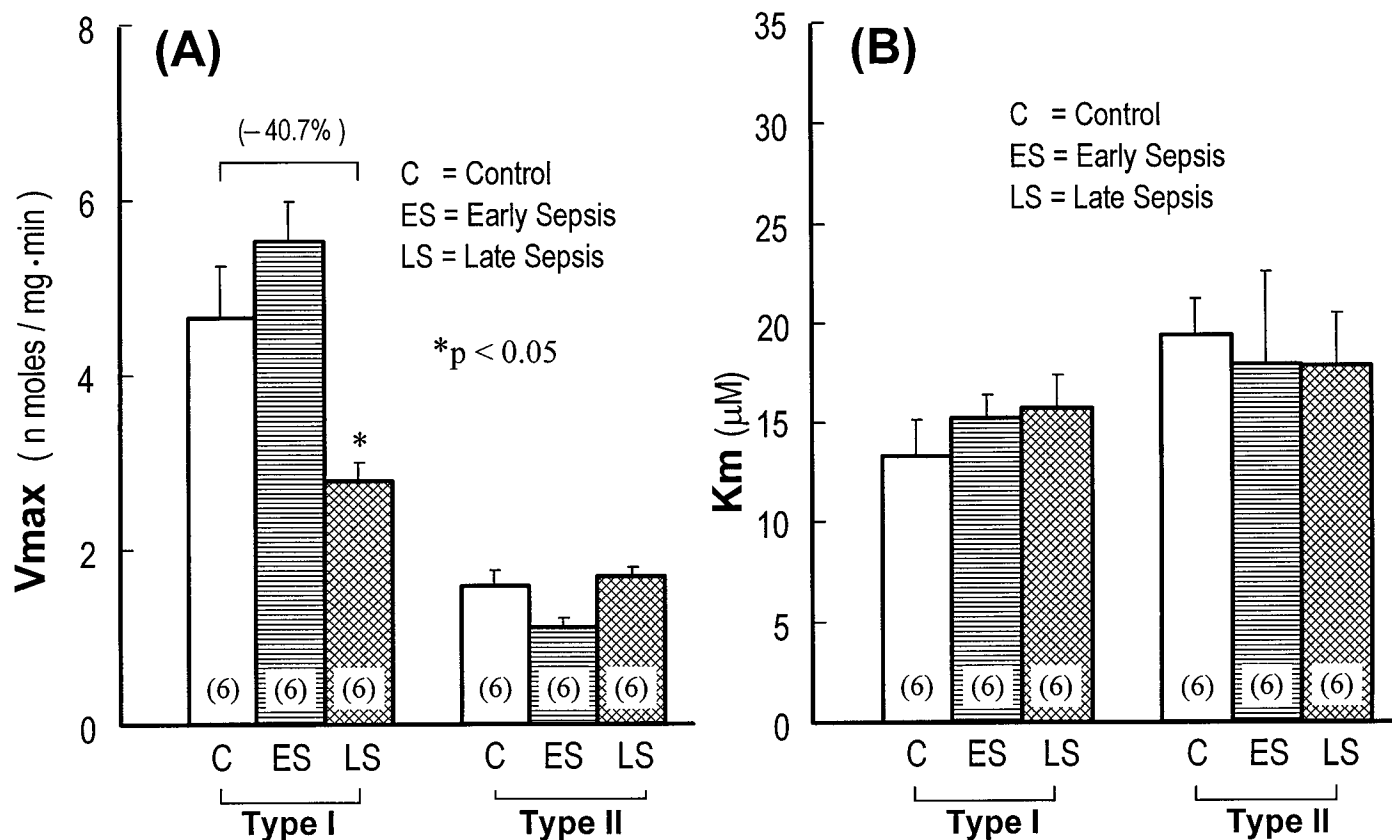 (A)
8
6
4
2
0
Vmax ( n moles / mg·min )
(– 40.7% )
C = Control
ES = Early Sepsis
LS = Late Sepsis
*p < 0.05
*
(6) (6) (6) (6) (6) (6)
C ES LS C ES LS
Type I Type II
(B)
35
30
25
20
15
10
5
0
Km (μM)
C = Control
ES = Early Sepsis
LS = Late Sepsis
(6) (6) (6) (6) (6) (6)
C ES LS C ES LS
Type I Type II